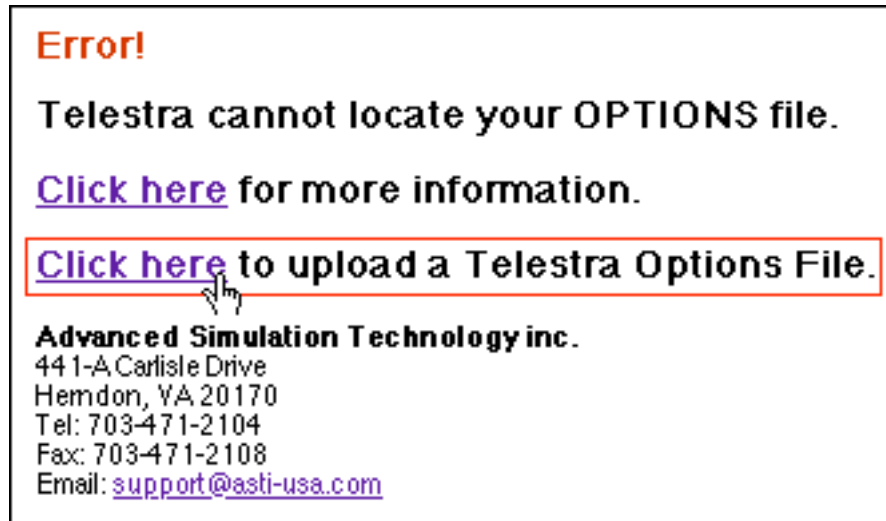 Error!
Telestra cannot locate your OPTIONS file.
Click here for more information.
Click here to upload a Telestra Options File.
Advanced Simulation Technology inc.
441-A Carlisle Drive
Herndon, VA 20170
Tel: 703-471-2104
Fax: 703-471-2108
Email: support@asti-usa.com